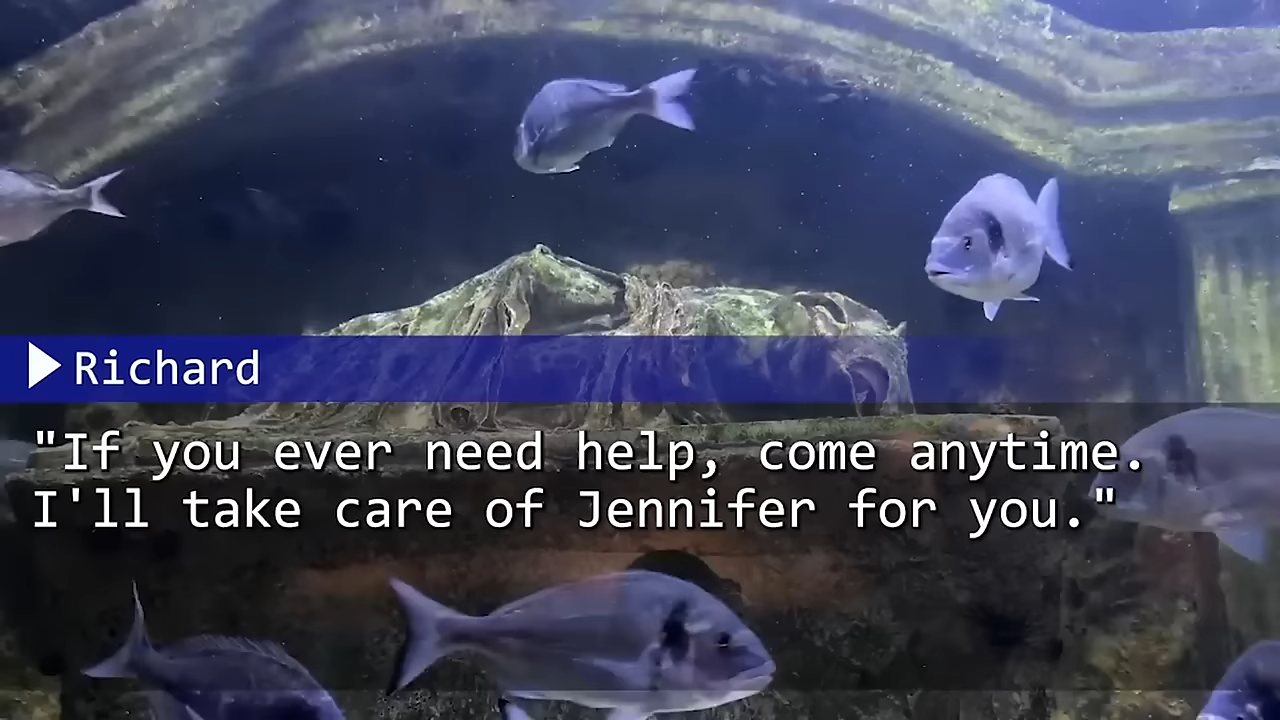 Richard
"If you ever need help, come anytime.
I'll take care of Jennifer for you."